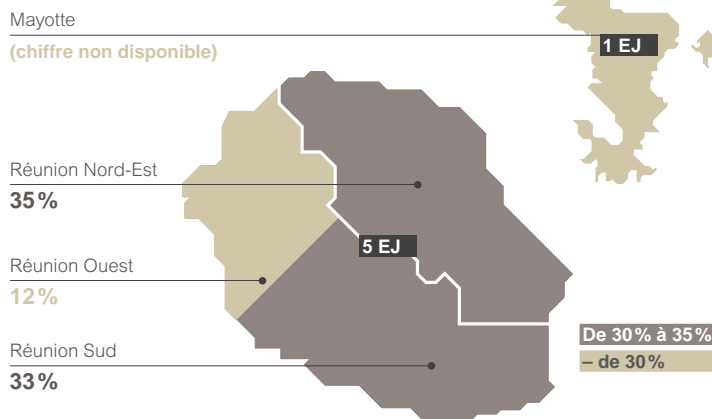 Mayotte
(chiffre non disponible)
1 EJ
Réunion Nord-Est
35 %
5 EJ
Réunion Ouest
12 %
Réunion Sud
33 %
De 30 % à 35 %
– de 30 %